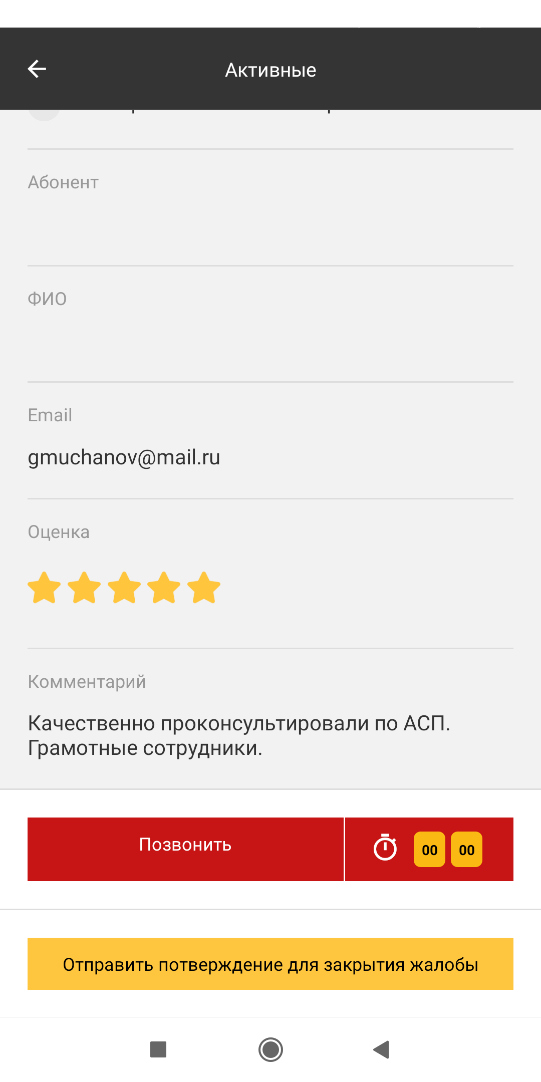 Активные
Абонент
ФИО
Email
gmuchanov@mail.ru
Оценка
Комментарий
Качественно проконсультировали по АСП.
Грамотные сотрудники.
Позвонить
00 00
Отправить потверждение для закрытия жалобы